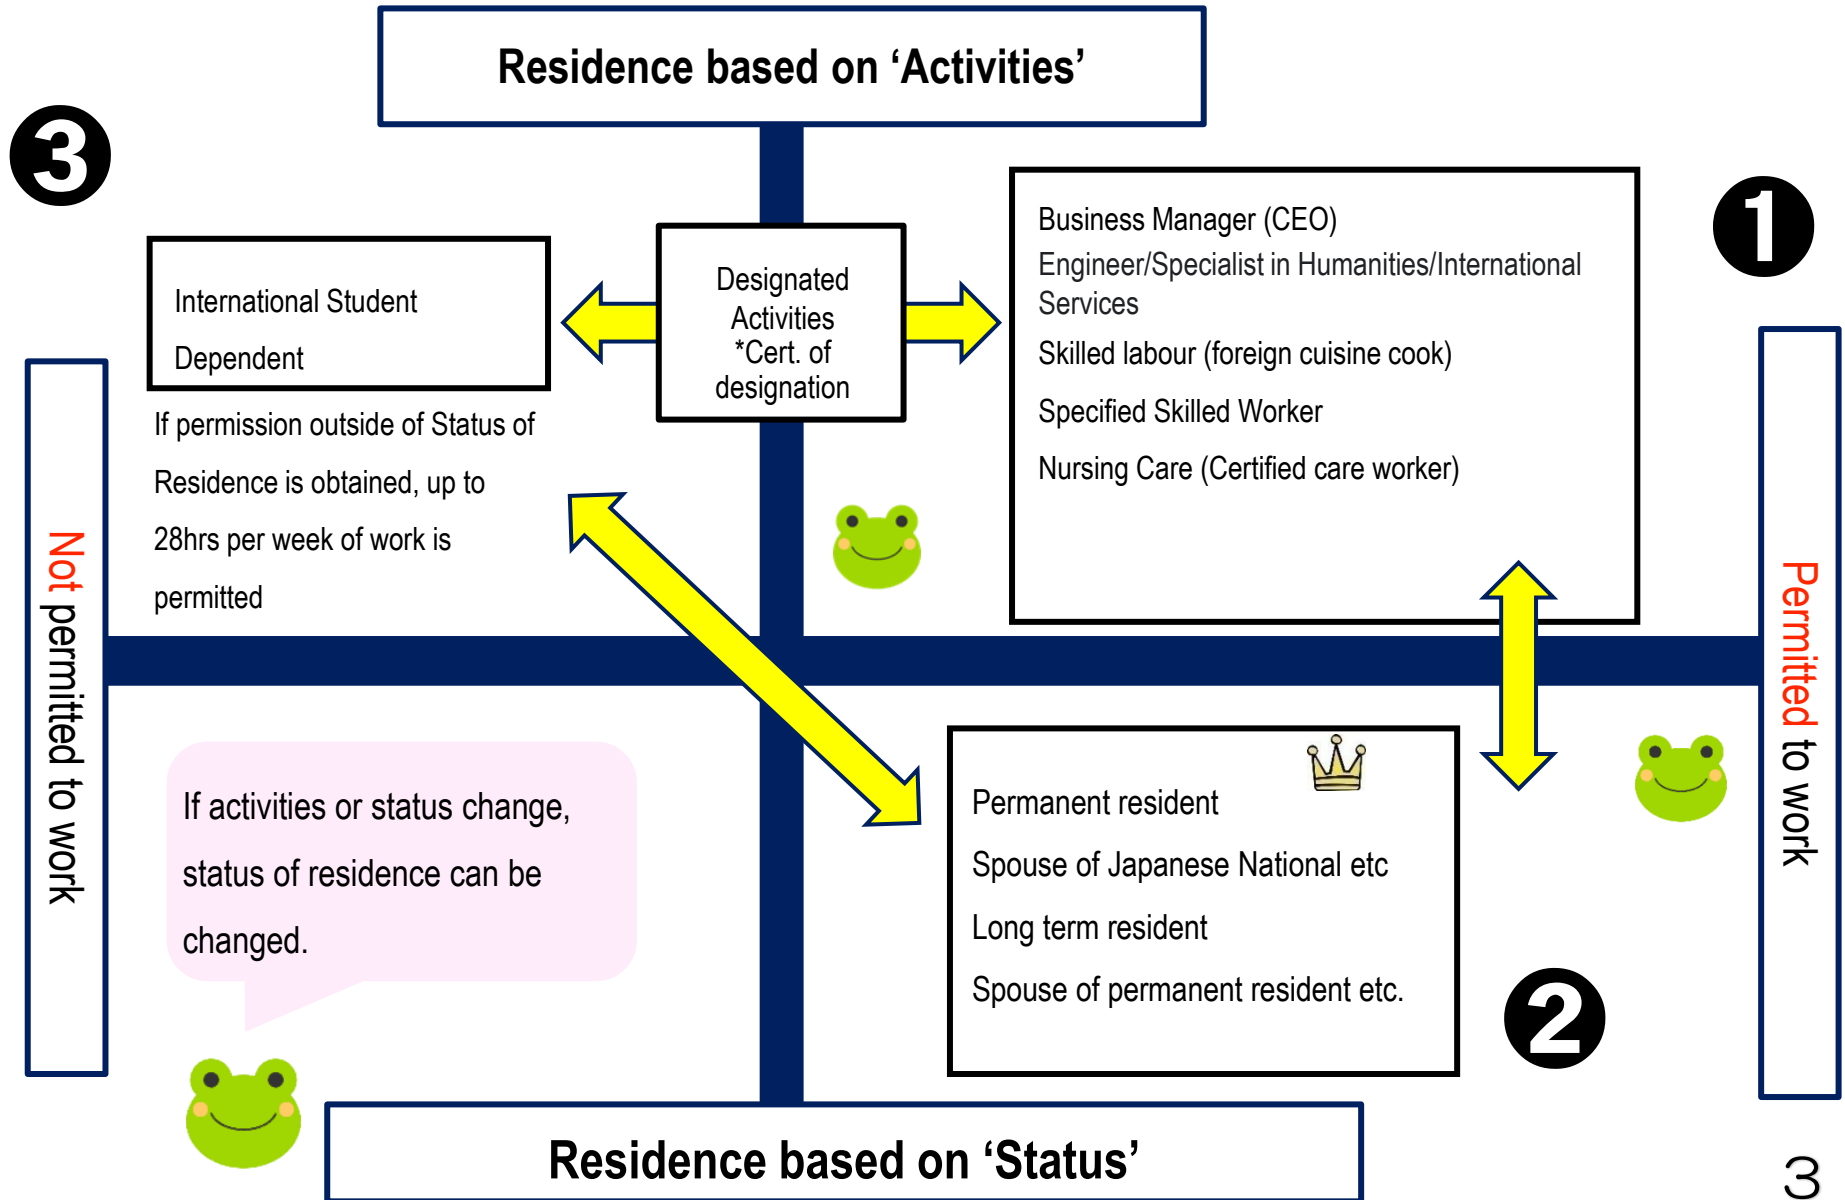 Residence based on ‘Activities’
3
1
International Student
Dependent
If permission outside of Status of
Residence is obtained, up to
28hrs per week of work is
permitted
Designated
Activities
*Cert. of
designation
Business Manager (CEO)
Engineer/Specialist in Humanities/International
Services
Skilled labour (foreign cuisine cook)
Specified Skilled Worker
Nursing Care (Certified care worker)
Not permitted to work
Permitted to work
If activities or status change,
status of residence can be
changed.
Permanent resident
Spouse of Japanese National etc
Long term resident
Spouse of permanent resident etc.
2
Residence based on ‘Status’
3